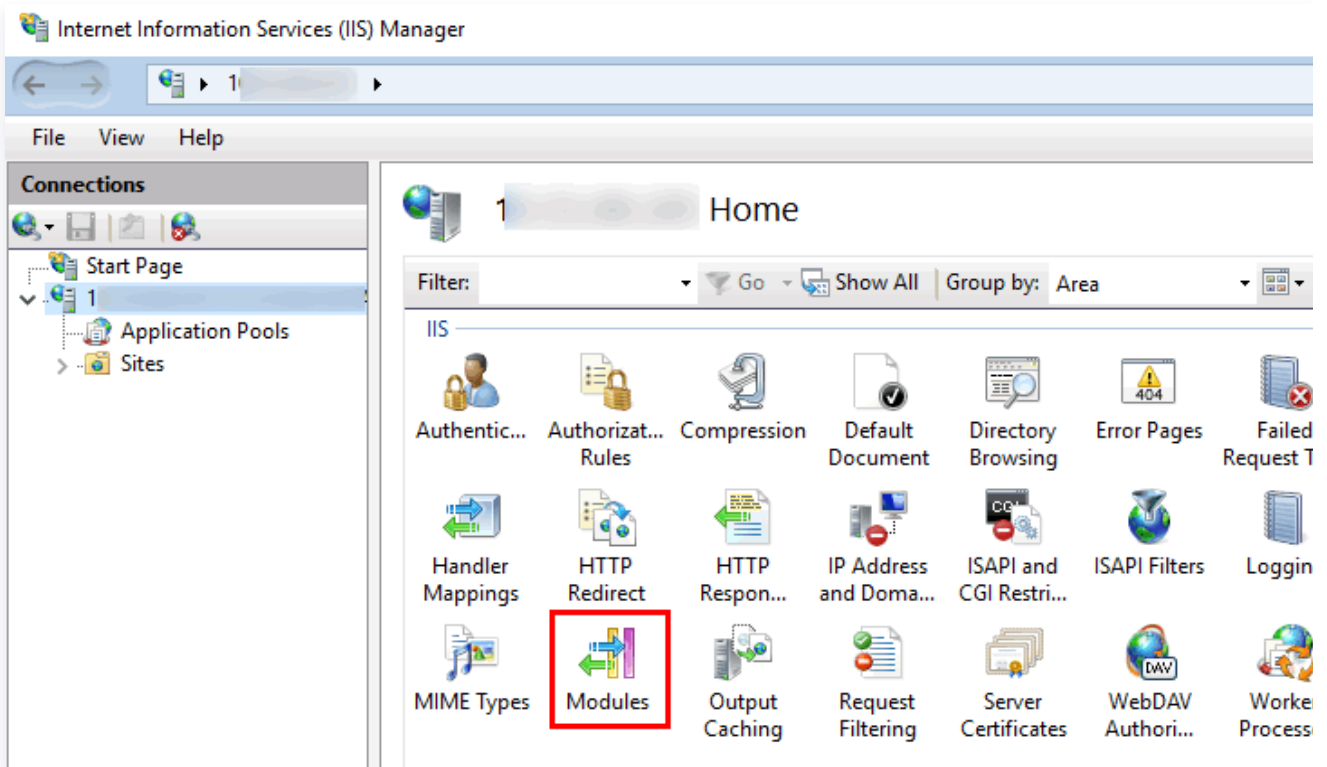 Internet Information Services (IIS) Manager
File View Help
Connections
Home
Start Page
Filter: Go Show All Group by: Area
1
Application Pools
Sites
IIS
Authentic... Authorizat... Rules
Compression
Default Document
Directory Browsing
Error Pages
Failed Request T
Handler Mappings
HTTP Redirect
HTTP Respon...
IP Address and Doma...
ISAPI and CGI Restri...
ISAPI Filters
Loggin
MIME Types
Modules
Output Caching
Request Filtering
Server Certificates
WebDAV Authori...
Worke Process
404
CGI
DAV